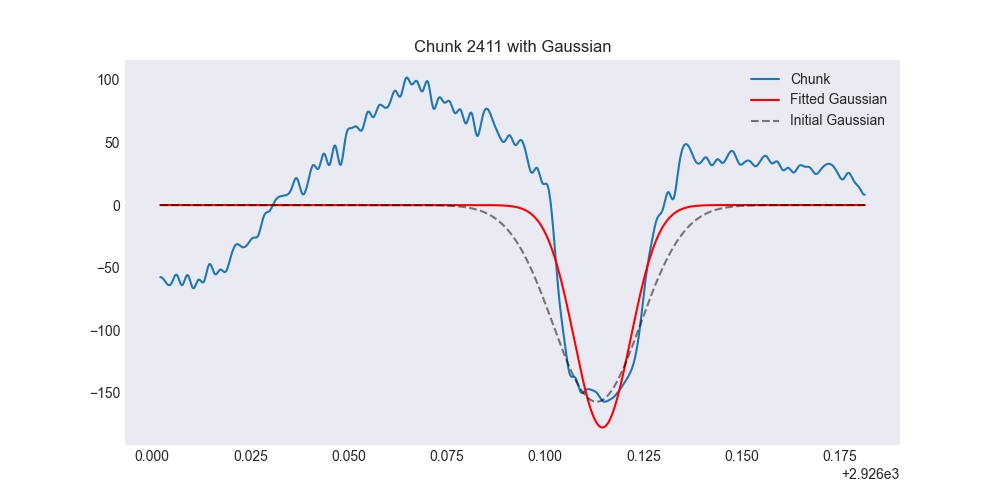 Chunk 2411 with Gaussian
Chunk
Fitted Gaussian
Initial Gaussian
100
50
0
−50
−100
−150
0.000 0.025 0.050 0.075 0.100 0.125 0.150 0.175
+2.926e3